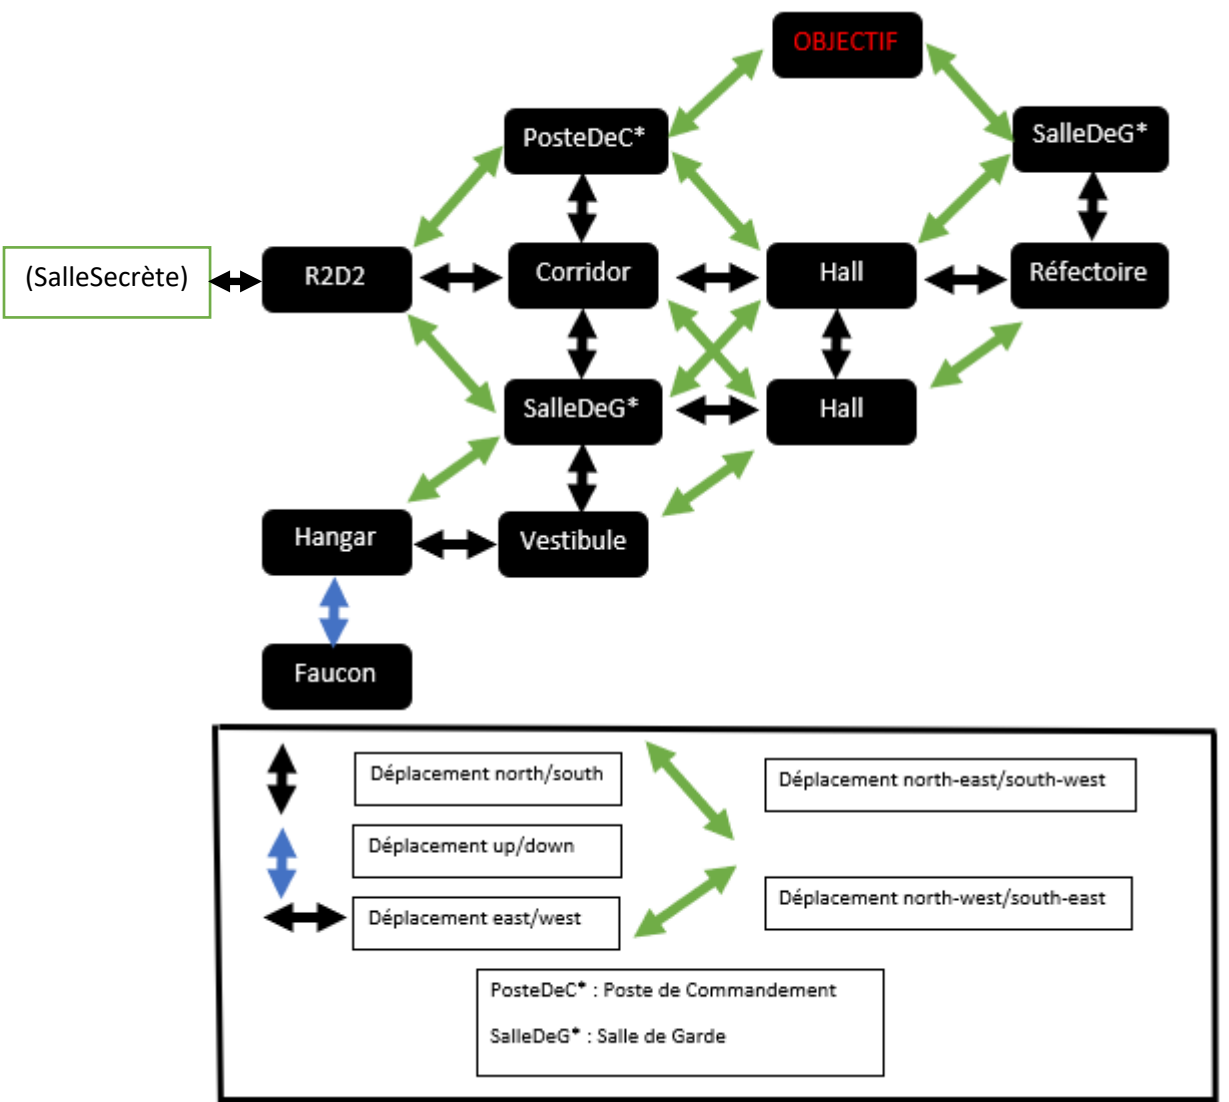 OBJECTIF
PosteDeC*
SalleDeG*
(SalleSecrète)
R2D2
Corridor
Hall
Réfectoire
SalleDeG*
Hall
Hangar
Vestibule
Faucon
Déplacement north/south
Déplacement north-east/south-west
Déplacement up/down
Déplacement north-west/south-east
Déplacement east/west
PosteDeC* : Poste de Commandement
SalleDeG* : Salle de Garde